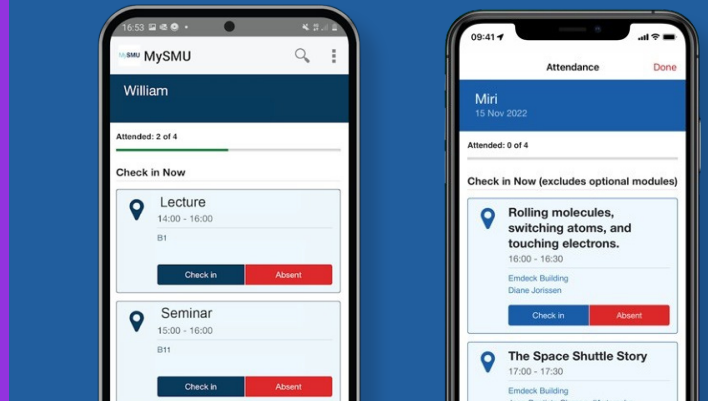 16:53
MySMU MySMU
William
Attended: 2 of 4
Check in Now
Lecture
14:00 - 16:00
B1
Check in Absent
Seminar
15:00 - 16:00
B11
Check in Absent
09:41
Attendance Done
Miri
15 Nov 2022
Attended: 0 of 4
Check in Now (excludes optional modules)
Rolling molecules,
switching atoms, and
touching electrons.
16:00 - 16:30
Emdeck Building
Diane Jorissen
Check in Absent
The Space Shuttle Story
17:00 - 17:30
Emdeck Building